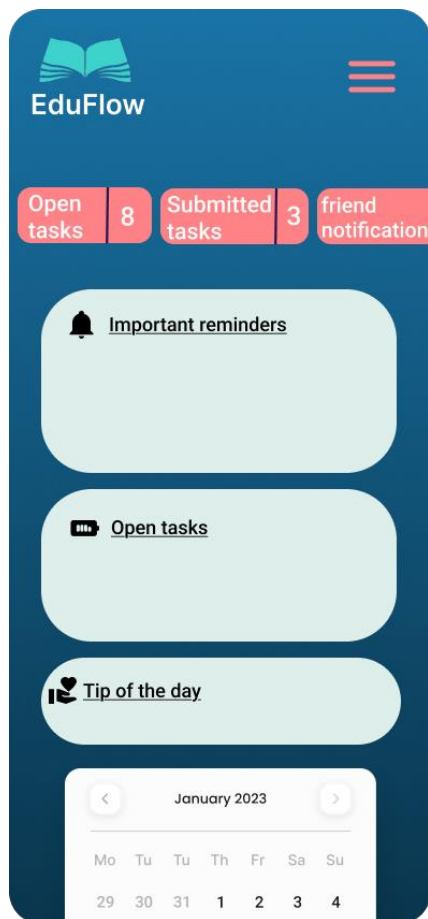 EduFlow
Open tasks 8
Submitted tasks 3
friend notification
Important reminders
Open tasks
Tip of the day
January 2023
Mo Tu Tu Th Fr Sa Su
29 30 31 1 2 3 4